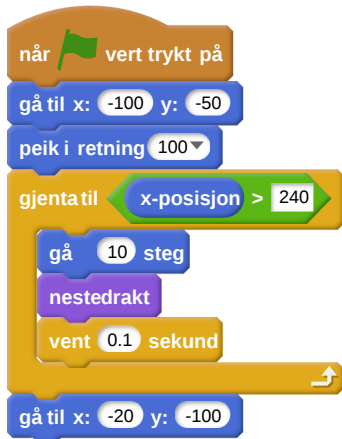 når vert trykt på
gå til x: -100 y: -50
peik i retning 100
gjenta til x-posisjon > 240
gå 10 steg
nestedrakt
vent 0.1 sekund
gå til x: -20 y: -100